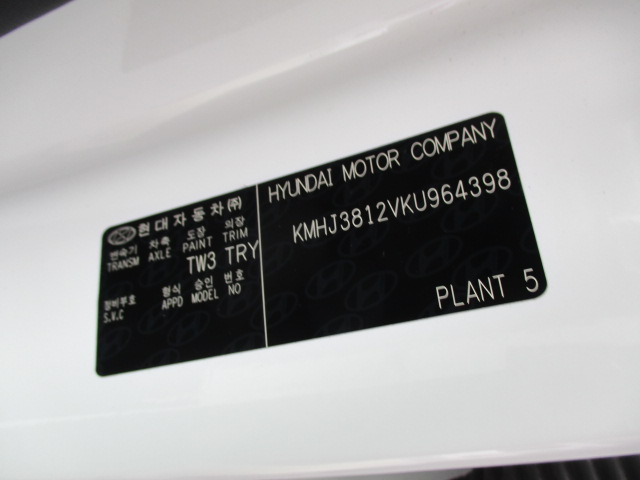 현대자동차(주)
변속기 차축 도장 의장
TRANSM AXLE PAINT TRIM
TW3 TRY
정비부호 형식 승인 번호
S.V.C APPD MODEL NO
HYUNDAI MOTOR COMPANY
KMHJ3812VKU964398
PLANT 5